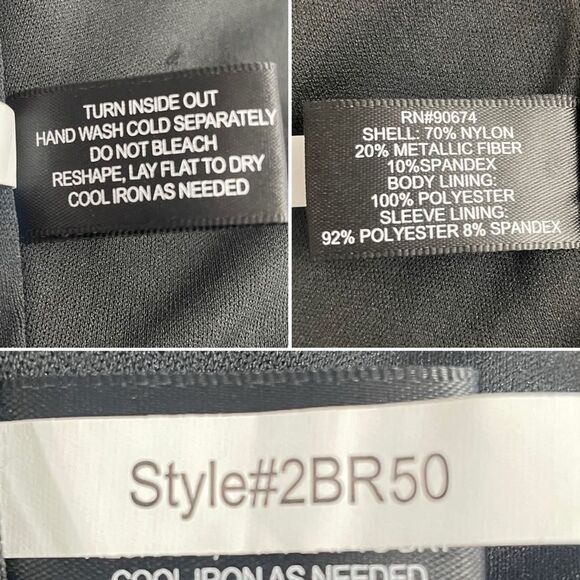 TURN INSIDE OUT
HAND WASH COLD SEPARATELY
DO NOT BLEACH
RESHAPE, LAY FLAT TO DRY
COOL IRON AS NEEDED
RN#90674
SHELL: 70% NYLON
20% METALLIC FIBER
10%SPANDEX
BODY LINING:
100% POLYESTER
SLEEVE LINING:
92% POLYESTER 8% SPANDEX
Style#2BR50
COOL IRON AS NEEDED